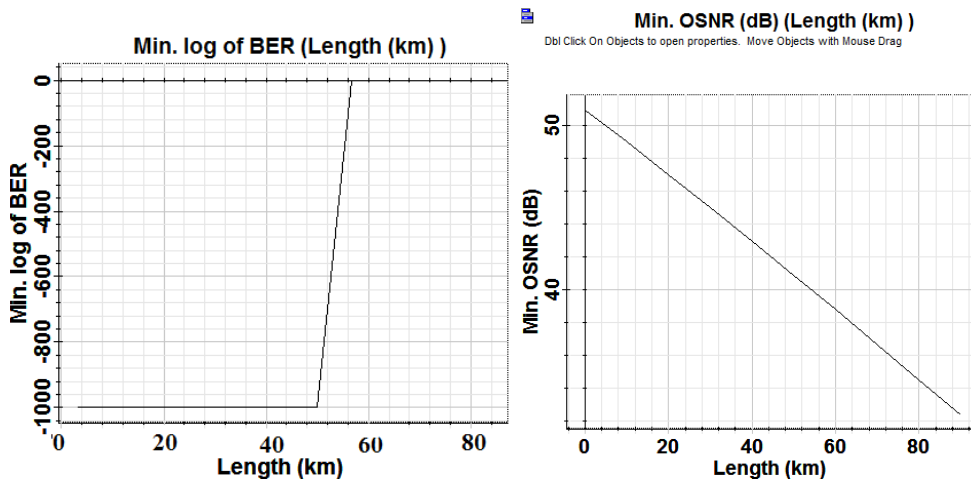 Min. log of BER (Length (km) )
0
-200
-400
-600
-800
-1000
Min. log of BER
0 20 40 60 80
Length (km)
Min. OSNR (dB) (Length (km) )
Dbl Click On Objects to open properties. Move Objects with Mouse Drag
50
40
Min. OSNR (dB)
0 20 40 60 80
Length (km)